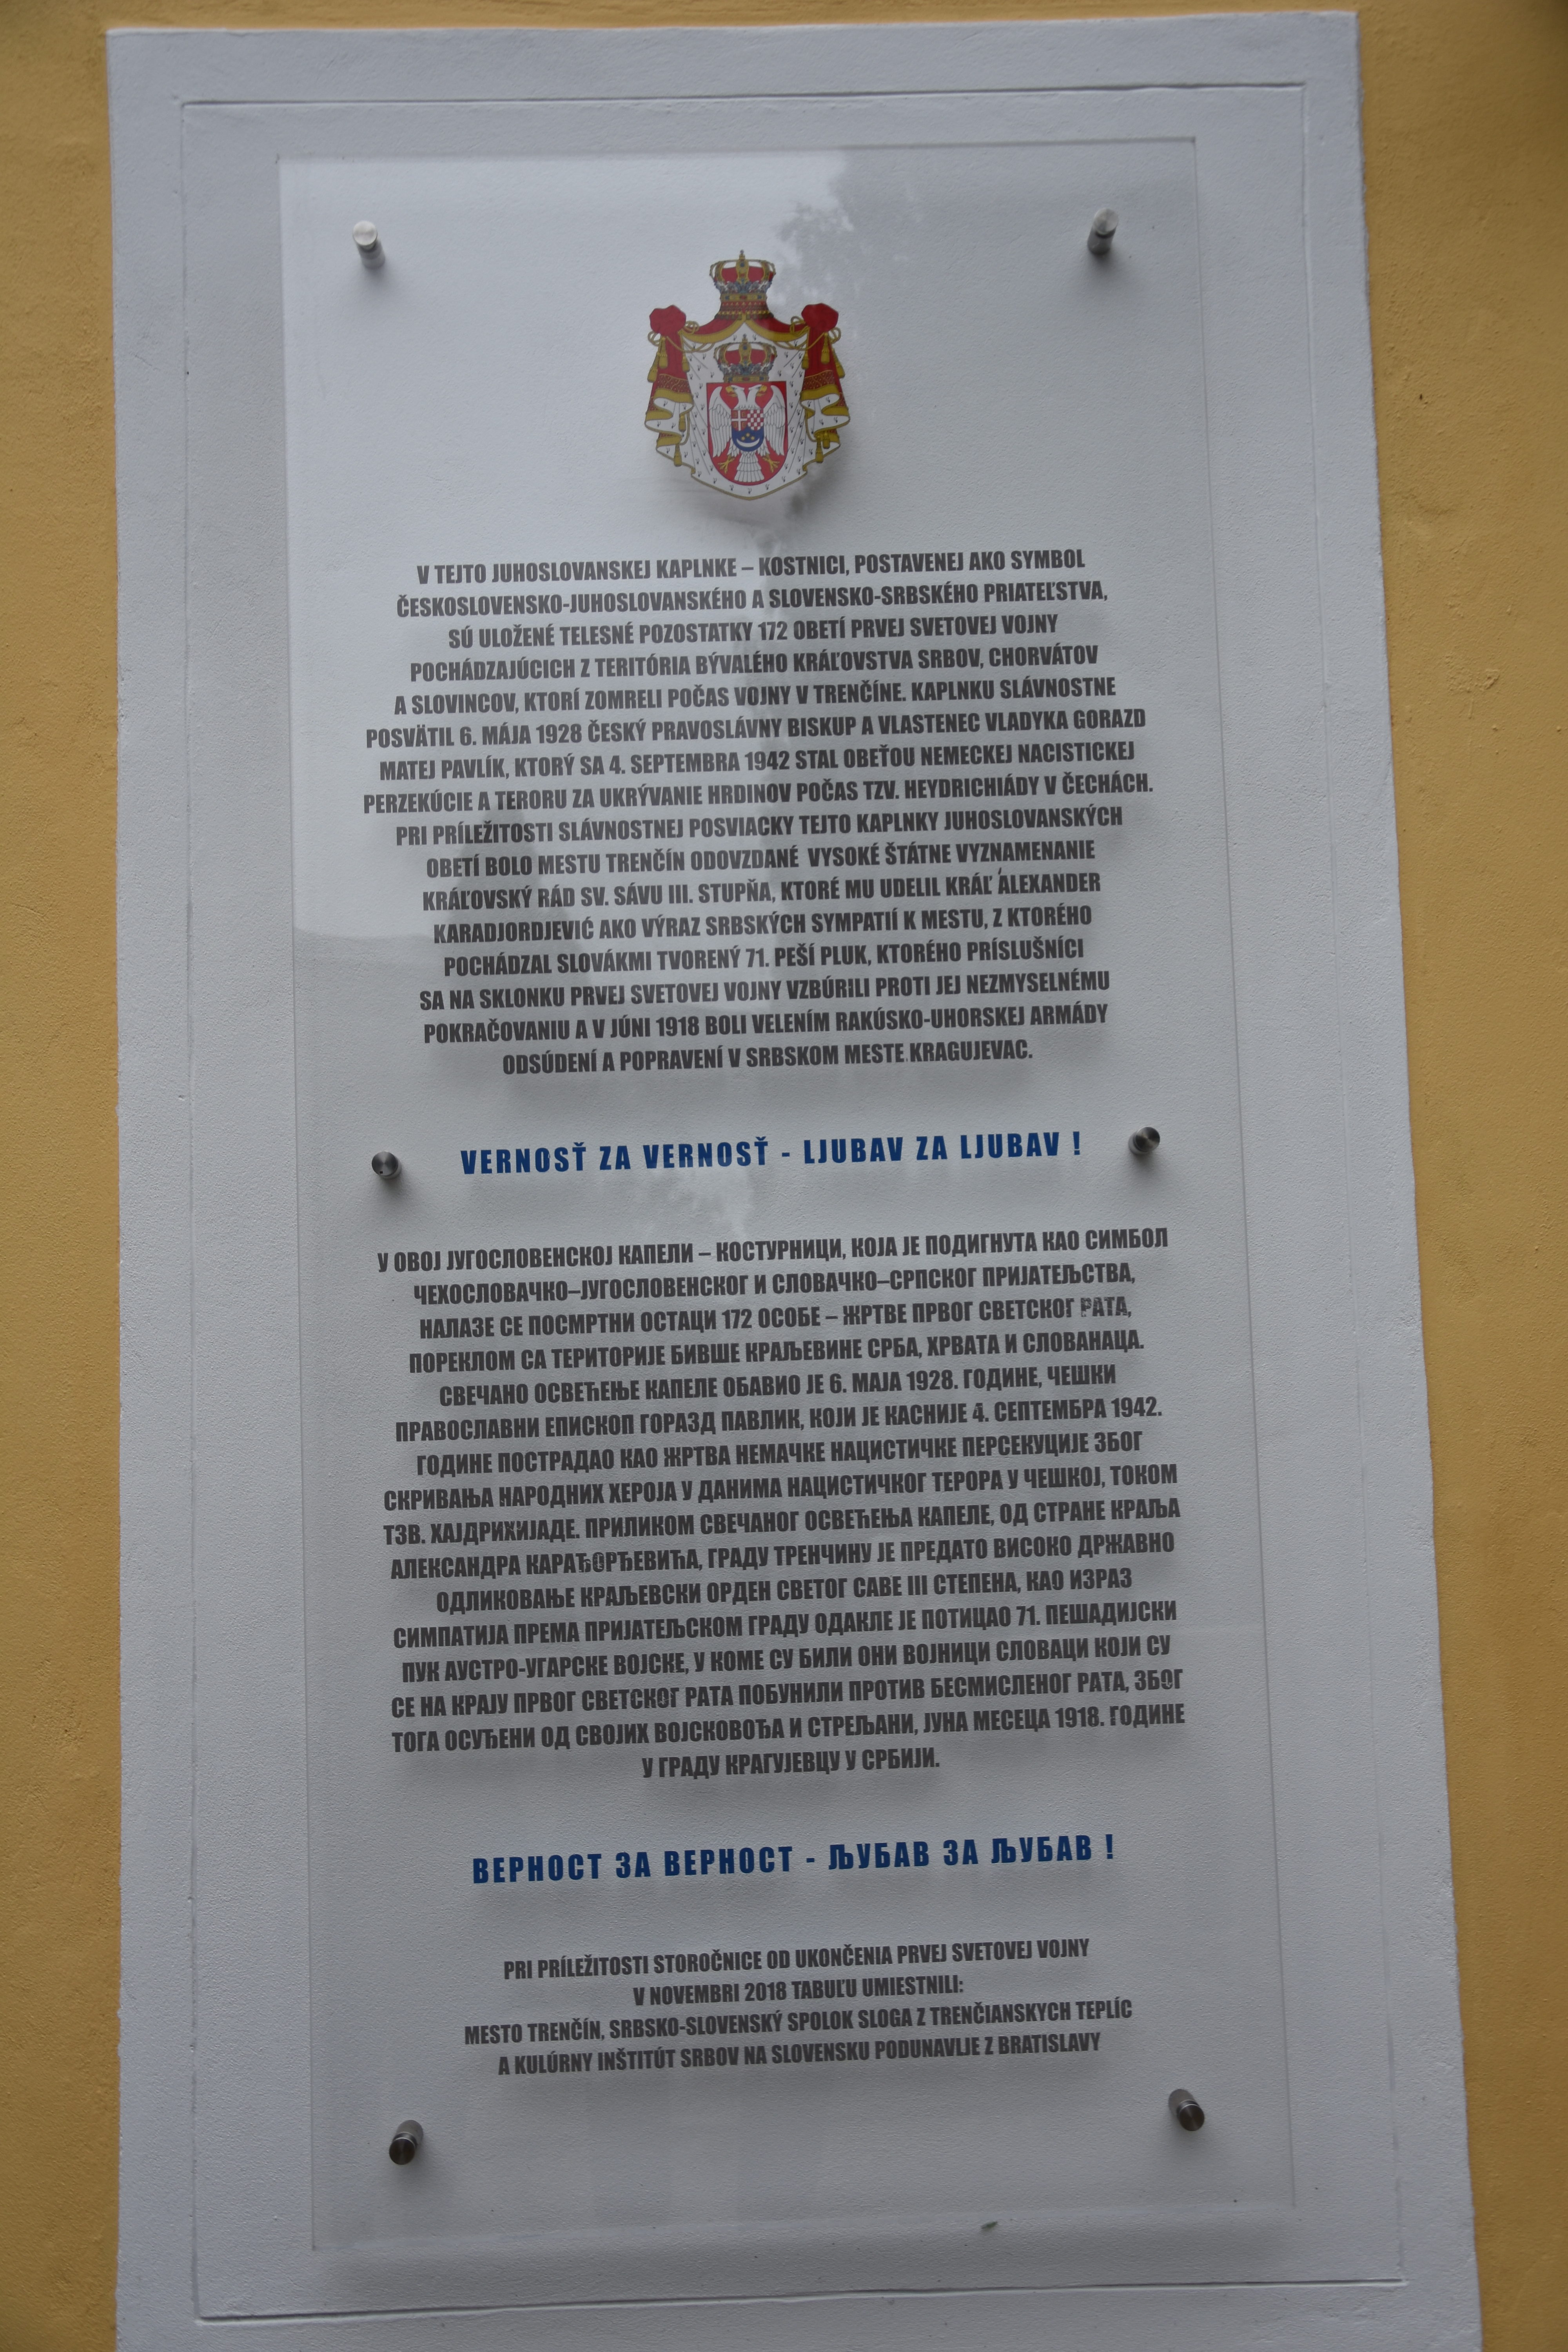 V TEJTO JUHOSLOVANSKEJ KAPLNKE – KOSTNICI, POSTAVENEJ AKO SYMBOL
ČESKOSLOVENSKO-JUHOSLOVANSKÉHO A SLOVENSKO-SRBSKÉHO PRIATEĽSTVA,
SÚ ULOŽENÉ TELESNÉ POZOSTATKY 172 OBETÍ PRVEJ SVETOVEJ VOJNY
POCHÁDZAJÚCICH Z TERITÓRIA BÝVALÉHO KRÁĽOVSTVA SRBOV, CHORVÁTOV
A SLOVINCOV, KTORÍ ZOMRELI POČAS VOJNY V TRENČÍNE. KAPLNKU SLÁVNOSTNE
POSVÄTIL 6. MÁJA 1928 ČESKÝ PRAVOSLÁVNY BISKUP A VLASTENEC VLADYKA GORAZD
MATEJ PAVLÍK, KTORÝ SA 4. SEPTEMBRA 1942 STAL OBEŤOU NEMECKEJ NACISTICKEJ
PERZEKÚCIE A TERORU ZA UKRÝVANIE HRDINOV POČAS TZV. HEYDRICHIÁDY V ČECHÁCH.
PRI PRÍLEŽITOSTI SLÁVNOSTNEJ POSVIACKY TEJTO KAPLNKY JUHOSLOVANSKÝCH
OBETÍ BOLO MESTU TRENČÍN ODOVZDANÉ VYSOKÉ ŠTÁTNE VYZNAMENANIE
KRÁĽOVSKÝ RÁD SV. SÁVU III. STUPŇA, KTORÉ MU UDELIL KRÁĽ ALEXANDER
KARADJORDJEVIĆ AKO VÝRAZ SRBSKÝCH SYMPATIÍ K MESTU, Z KTORÉHO
POCHÁDZAL SLOVÁKMI TVORENÝ 71. PEŠÍ PLUK, KTORÉHO PRÍSLUŠNÍCI
SA NA SKLONKU PRVEJ SVETOVEJ VOJNY VZBÚRILI PROTI JEJ NEZMYSELNÉMU
POKRAČOVANIU A V JÚNI 1918 BOLI VELENÍM RAKÚSKO-UHORSKEJ ARMÁDY
ODSÚDENÍ A POPRAVENÍ V SRBSKOM MESTE KRAGUJEVAC.
VERNOSŤ ZA VERNOSŤ - LJUBAV ZA LJUBAV !
У ОВОЈ ЈУГОСЛОВЕНСКОЈ КАПЕЛИ – КОСТУРНИЦИ, КОЈА ЈЕ ПОДИГНУТА КАО СИМБОЛ
ЧЕХОСЛОВАЧКО–ЈУГОСЛОВЕНСКОГ И СЛОВАЧКО–СРПСКОГ ПРИЈАТЕЉСТВА,
НАЛАЗЕ СЕ ПОСМРТНИ ОСТАЦИ 172 ОСОБЕ – ЖРТВЕ ПРВОГ СВЕТСКОГ РАТА,
ПОРЕКЛОМ СА ТЕРИТОРИЈЕ БИВШЕ КРАЉЕВИНЕ СРБА, ХРВАТА И СЛОВАНАЦА.
СВЕЧАНО ОСВЕЋЕЊЕ КАПЕЛЕ ОБАВИО ЈЕ 6. МАЈА 1928. ГОДИНЕ, ЧЕШКИ
ПРАВОСЛАВНИ ЕПИСКОП ГОРАЗД ПАВЛИК, КОЈИ ЈЕ КАСНИЈЕ 4. СЕПТЕМБРА 1942.
ГОДИНЕ ПОСТРАДАО КАО ЖРТВА НЕМАЧКЕ НАЦИСТИЧКЕ ПЕРСЕКУЦИЈЕ ЗБОГ
СКРИВАЊА НАРОДНИХ ХЕРОЈА У ДАНИМА НАЦИСТИЧКОГ ТЕРОРА У ЧЕШКОЈ, ТОКОМ
ТЗВ. ХАЈДРИХИЈАДЕ. ПРИЛИКОМ СВЕЧАНОГ ОСВЕЋЕЊА КАПЕЛЕ, ОД СТРАНЕ КРАЉА
АЛЕКСАНДРА КАРАЂОРЂЕВИЋА, ГРАДУ ТРЕНЧИНУ ЈЕ ПРЕДАТО ВИСОКО ДРЖАВНО
ОДЛИКОВАЊЕ КРАЉЕВСКИ ОРДЕН СВЕТОГ САВЕ III СТЕПЕНА, КАО ИЗРАЗ
СИМПАТИЈА ПРЕМА ПРИЈАТЕЉСКОМ ГРАДУ ОДАКЛЕ ЈЕ ПОТИЦАО 71. ПЕШАДИЈСКИ
ПУК АУСТРО-УГАРСКЕ ВОЈСКЕ, У КОМЕ СУ БИЛИ ОНИ ВОЈНИЦИ СЛОВАЦИ КОЈИ СУ
СЕ НА КРАЈУ ПРВОГ СВЕТСКОГ РАТА ПОБУНИЛИ ПРОТИВ БЕСМИСЛЕНОГ РАТА, ЗБОГ
ТОГА ОСУЂЕНИ ОД СВОЈИХ ВОЈСКОВОЂА И СТРЕЉАНИ, ЈУНА МЕСЕЦА 1918. ГОДИНЕ
У ГРАДУ КРАГУЈЕВЦУ У СРБИЈИ.
ВЕРНОСТ ЗА ВЕРНОСТ - ЉУБАВ ЗА ЉУБАВ !
PRI PRÍLEŽITOSTI STOROČNICE OD UKONČENIA PRVEJ SVETOVEJ VOJNY
V NOVEMBRI 2018 TABUĽU UMIESTNILI:
MESTO TRENČÍN, SRBSKO-SLOVENSKÝ SPOLOK SLOGA Z TRENČIANSKYCH TEPLÍC
A KULÚRNY INŠTITÚT SRBOV NA SLOVENSKU PODUNAVLJE Z BRATISLAVY